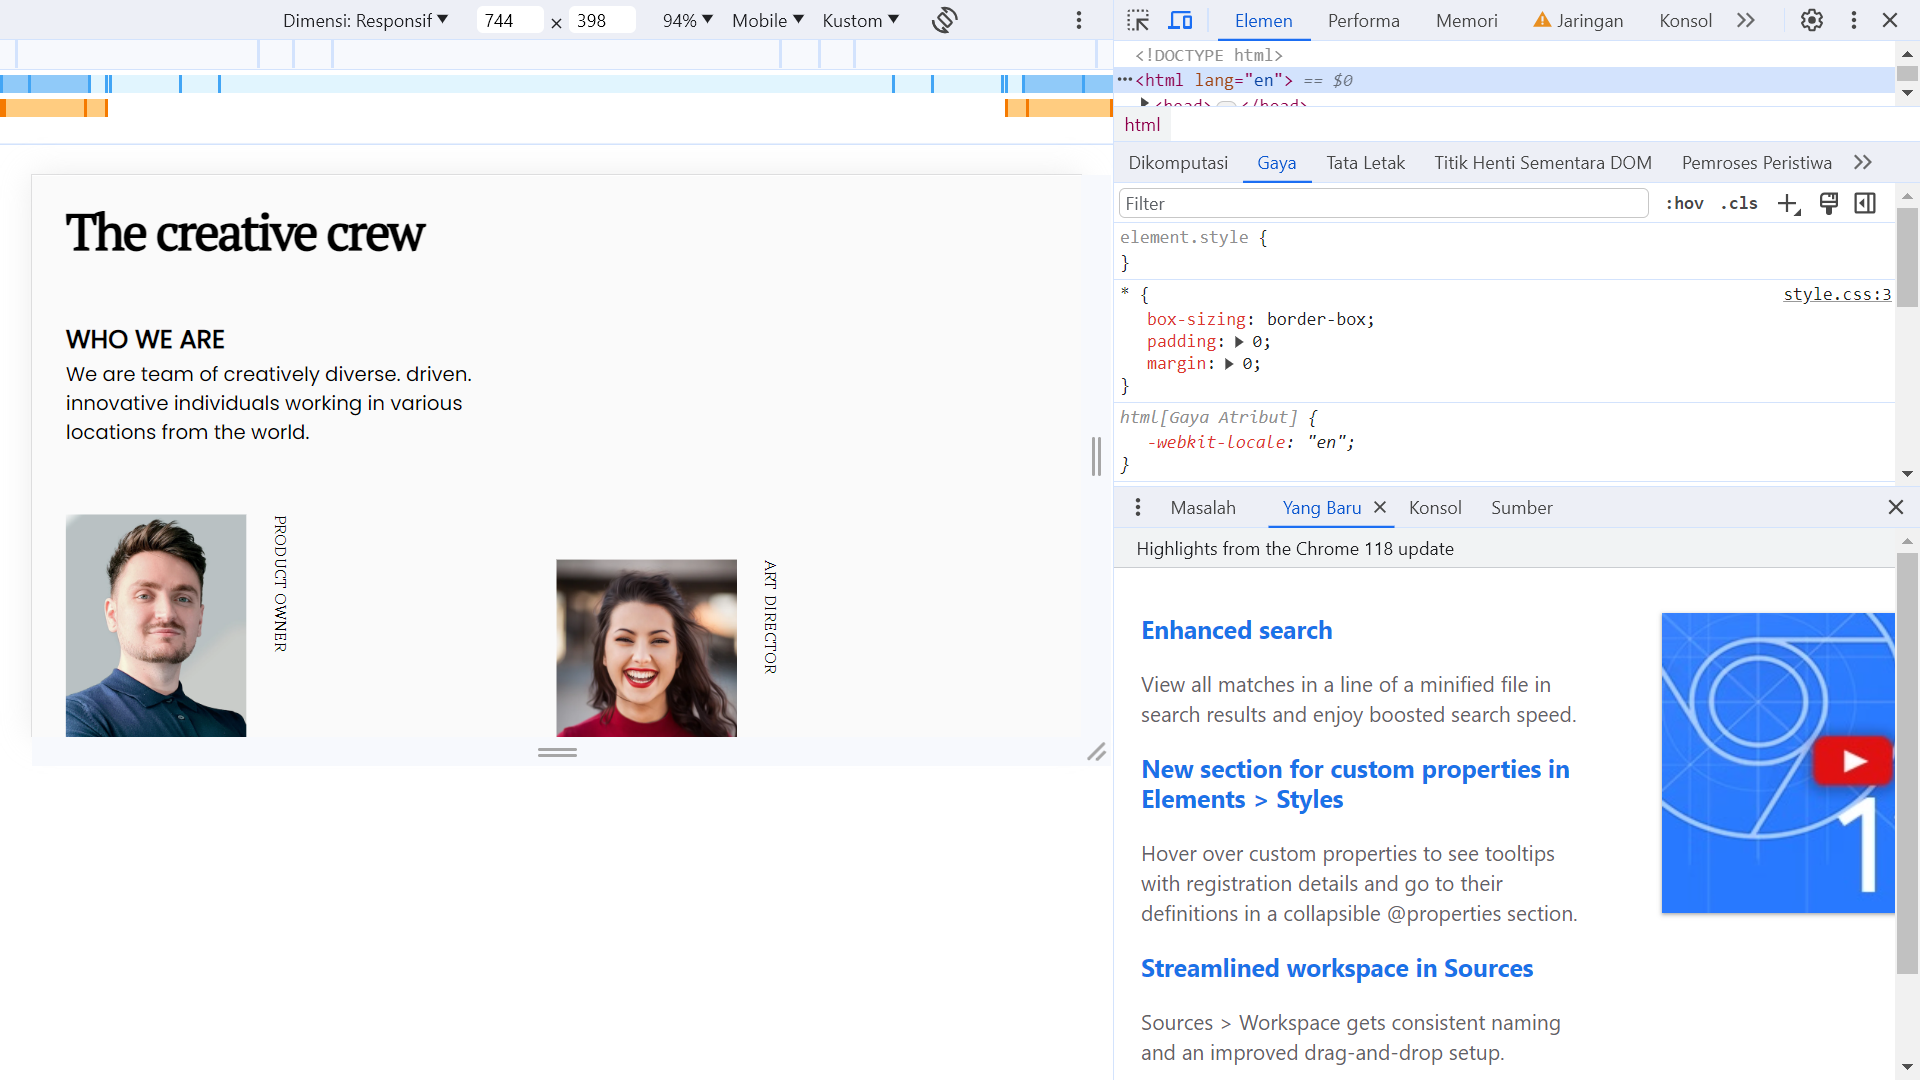 Dimensi: Responsif ▼ 744 × 398 94% ▼ Mobile ▼ Kustom ▼
The creative crew
WHO WE ARE
We are team of creatively diverse. driven.
innovative individuals working in various
locations from the world.
PRODUCT OWNER
ART DIRECTOR
Elemen Performa Memori Jaringan Konsol
<!DOCTYPE html>
<html lang="en"> == $0
<head> </head>
html
Dikomputasi Gaya Tata Letak Titik Henti Sementara DOM Pemroses Peristiwa
Filter :hov .cls
element.style {
}
* { style.css:3
box-sizing: border-box;
padding: 0;
margin: 0;
}
html[Gaya Atribut] {
-webkit-locale: "en";
}
Masalah Yang Baru Konsol Sumber
Highlights from the Chrome 118 update
Enhanced search
View all matches in a line of a minified file in
search results and enjoy boosted search speed.
New section for custom properties in
Elements > Styles
Hover over custom properties to see tooltips
with registration details and go to their
definitions in a collapsible @properties section.
Streamlined workspace in Sources
Sources > Workspace gets consistent naming
and an improved drag-and-drop setup.
1